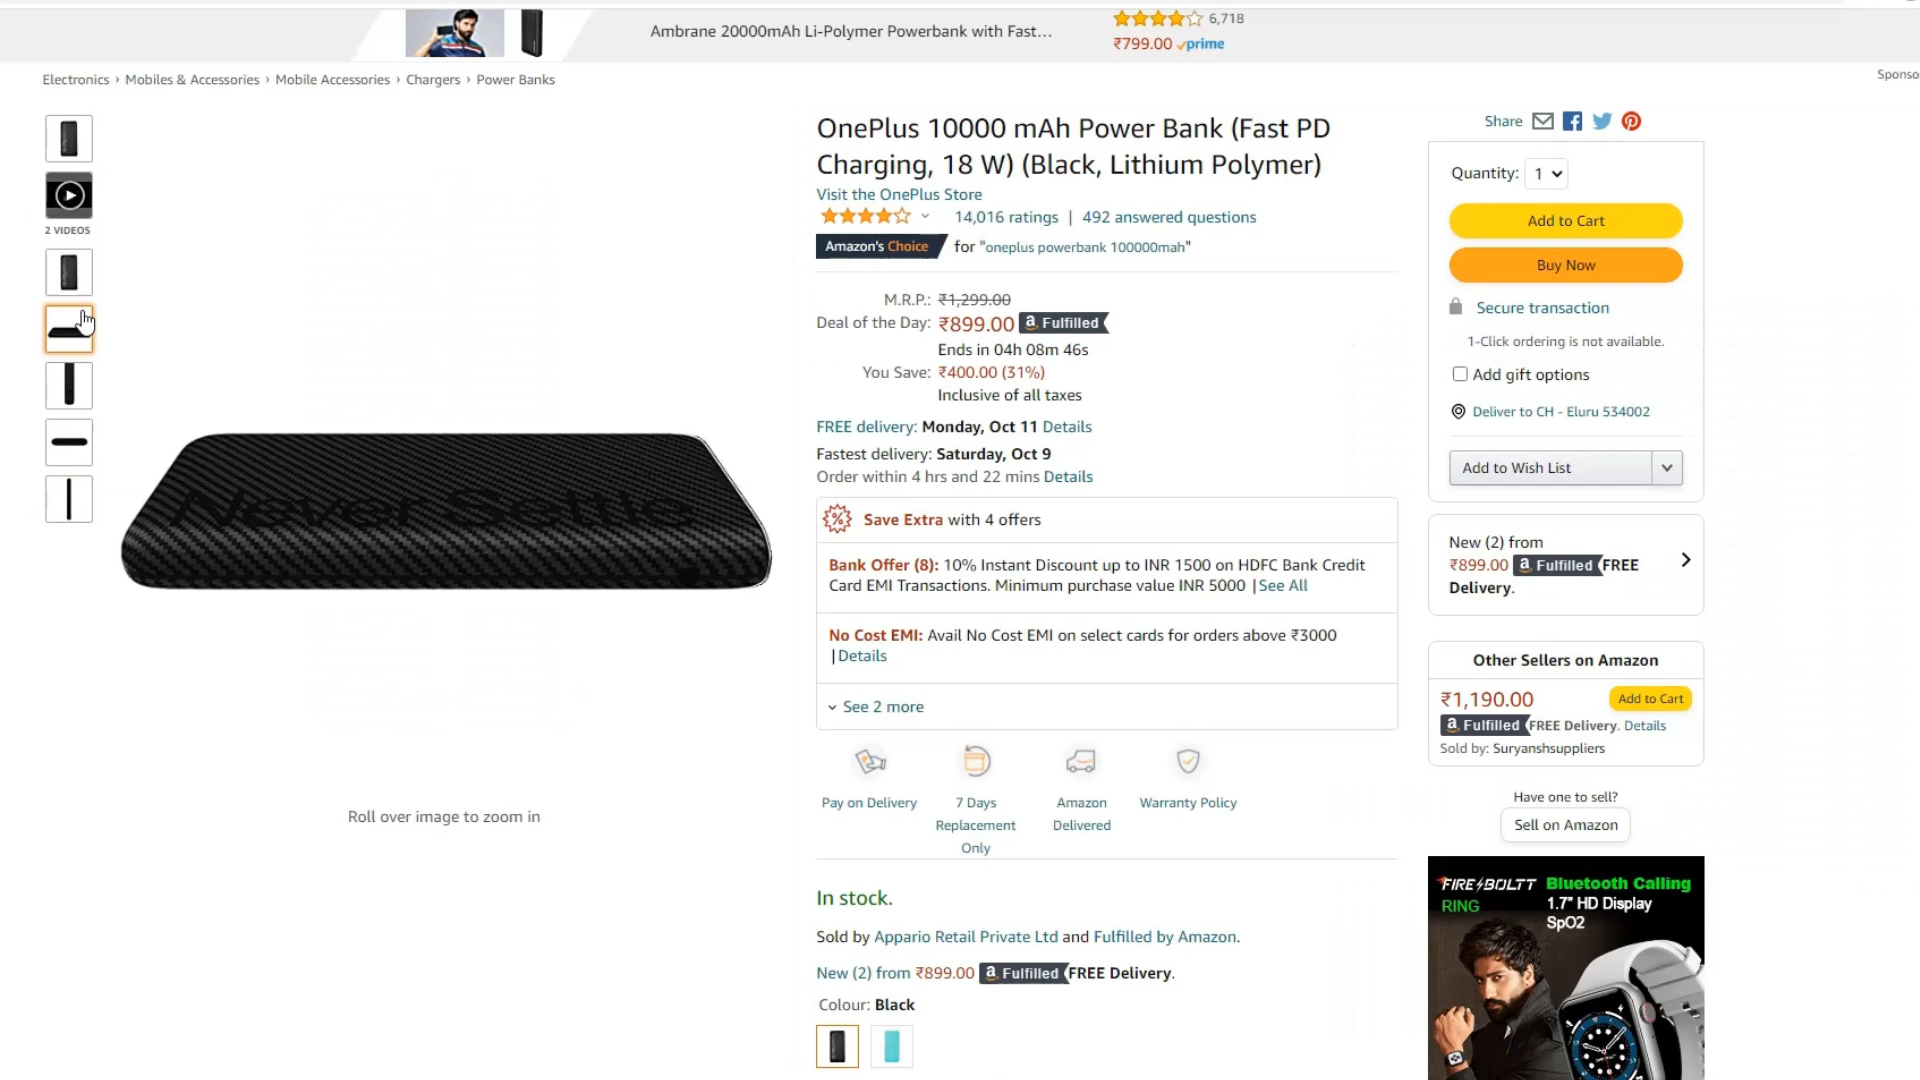 Ambrane 20000mAh Li-Polymer Powerbank with Fast...
6,718
₹799.00 prime
Electronics › Mobiles & Accessories › Mobile Accessories › Chargers › Power Banks
Sponso
2 VIDEOS
Never Settle
Roll over image to zoom in
OnePlus 10000 mAh Power Bank (Fast PD
Charging, 18 W) (Black, Lithium Polymer)
Visit the OnePlus Store
14,016 ratings | 492 answered questions
Amazon's Choice for "oneplus powerbank 100000mah"
M.R.P.: ₹1,299.00
Deal of the Day: ₹899.00 a Fulfilled
Ends in 04h 08m 46s
You Save: ₹400.00 (31%)
Inclusive of all taxes
FREE delivery: Monday, Oct 11 Details
Fastest delivery: Saturday, Oct 9
Order within 4 hrs and 22 mins Details
% Save Extra with 4 offers
Bank Offer (8): 10% Instant Discount up to INR 1500 on HDFC Bank Credit
Card EMI Transactions. Minimum purchase value INR 5000 |See All
No Cost EMI: Avail No Cost EMI on select cards for orders above ₹3000
|Details
See 2 more
Pay on Delivery
7 Days
Replacement
Only
Amazon
Delivered
Warranty Policy
In stock.
Sold by Appario Retail Private Ltd and Fulfilled by Amazon.
New (2) from ₹899.00 a Fulfilled FREE Delivery.
Colour: Black
Share
Quantity: 1
Add to Cart
Buy Now
Secure transaction
1-Click ordering is not available.
Add gift options
Deliver to CH - Eluru 534002
Add to Wish List
New (2) from
₹899.00 a Fulfilled FREE
Delivery.
Other Sellers on Amazon
₹1,190.00 Add to Cart
a Fulfilled FREE Delivery. Details
Sold by: Suryanshsuppliers
Have one to sell?
Sell on Amazon
FIRE BOLTT Bluetooth Calling
RING 1.7" HD Display
SpO2